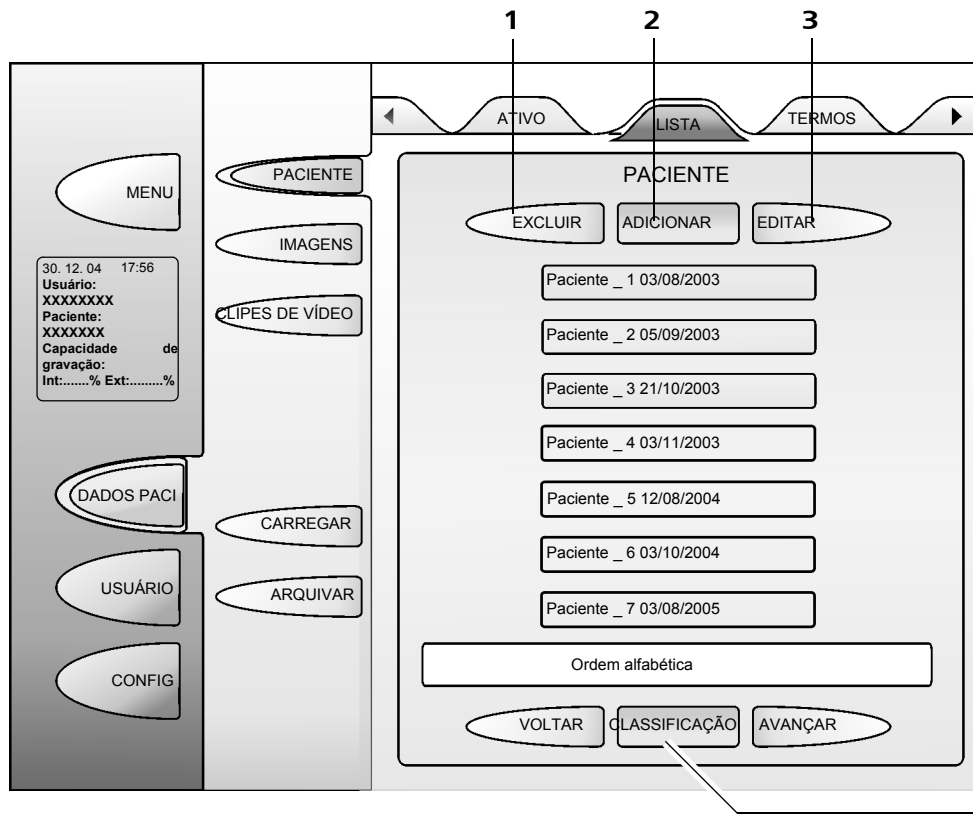 1
2
3
ATIVO
LISTA
TERMOS
MENU
30. 12. 04 17:56
Usuário:
XXXXXXXX
Paciente:
XXXXXXX
Capacidade de
gravação:
Int:.......% Ext:.........%
DADOS PACI
USUÁRIO
CONFIG
PACIENTE
IMAGENS
CLIPES DE VÍDEO
CARREGAR
ARQUIVAR
PACIENTE
EXCLUIR
ADICIONAR
EDITAR
Paciente _ 1 03/08/2003
Paciente _ 2 05/09/2003
Paciente _ 3 21/10/2003
Paciente _ 4 03/11/2003
Paciente _ 5 12/08/2004
Paciente _ 6 03/10/2004
Paciente _ 7 03/08/2005
Ordem alfabética
VOLTAR
CLASSIFICAÇÃO
AVANÇAR